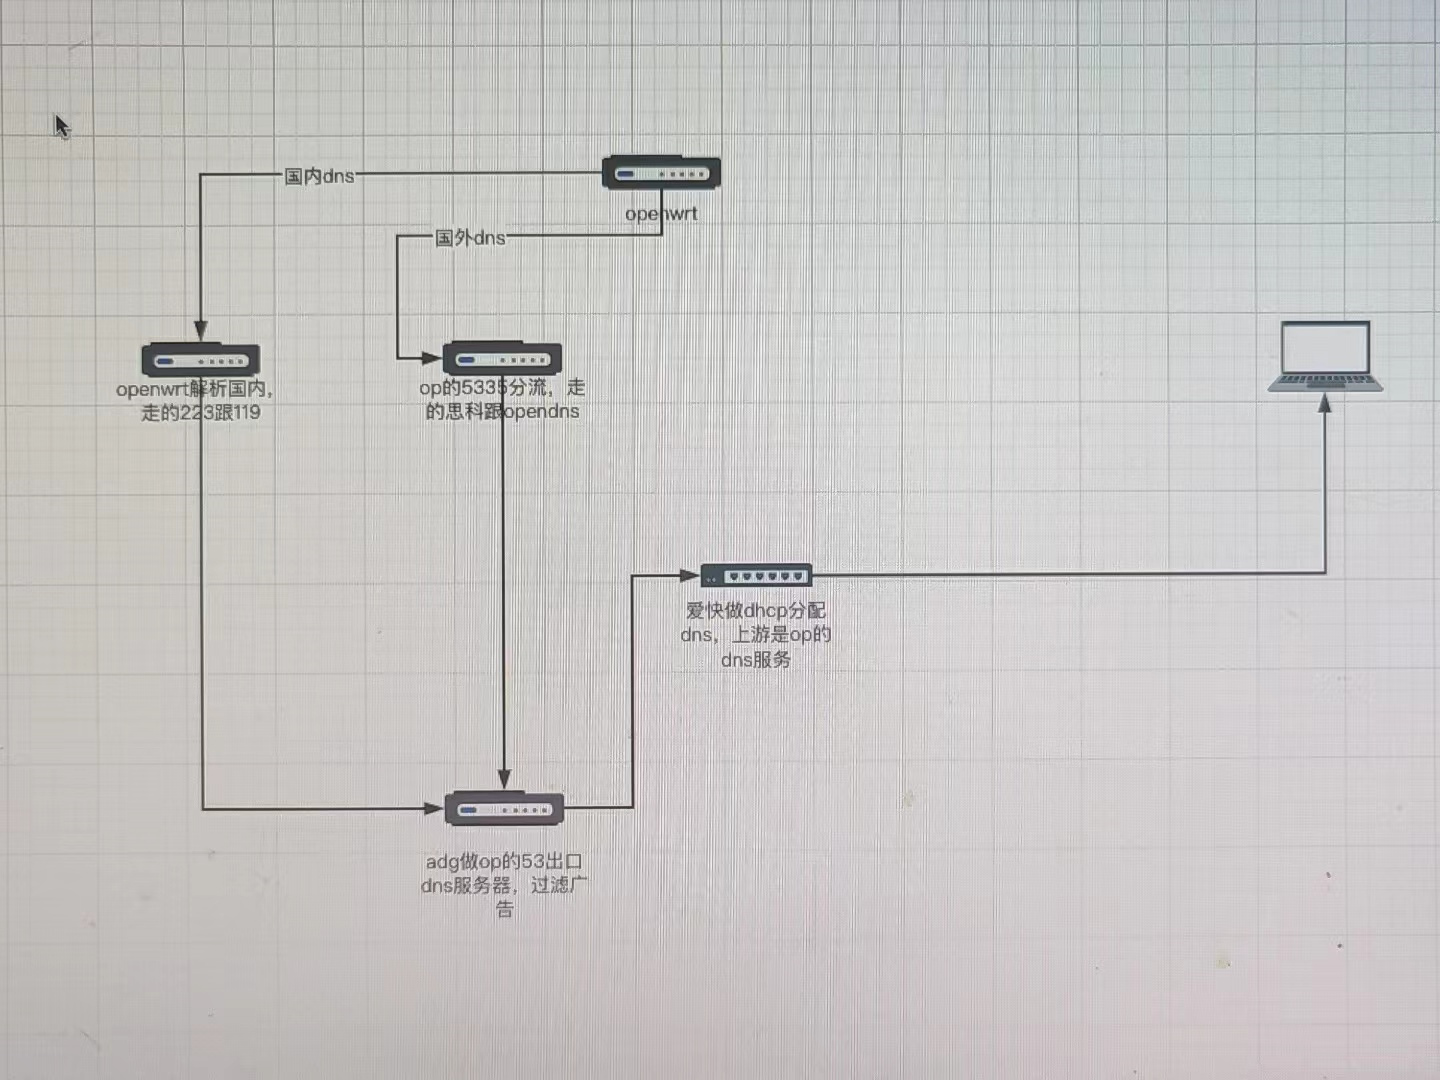 国内dns
openwrt
国外dns
openwrt解析国内，
走的223跟119
op的5335分流，走
的思科跟opendns
爱快做dhcp分配
dns，上游是op的
dns服务
adg做op的53出口
dns服务器，过滤广
告